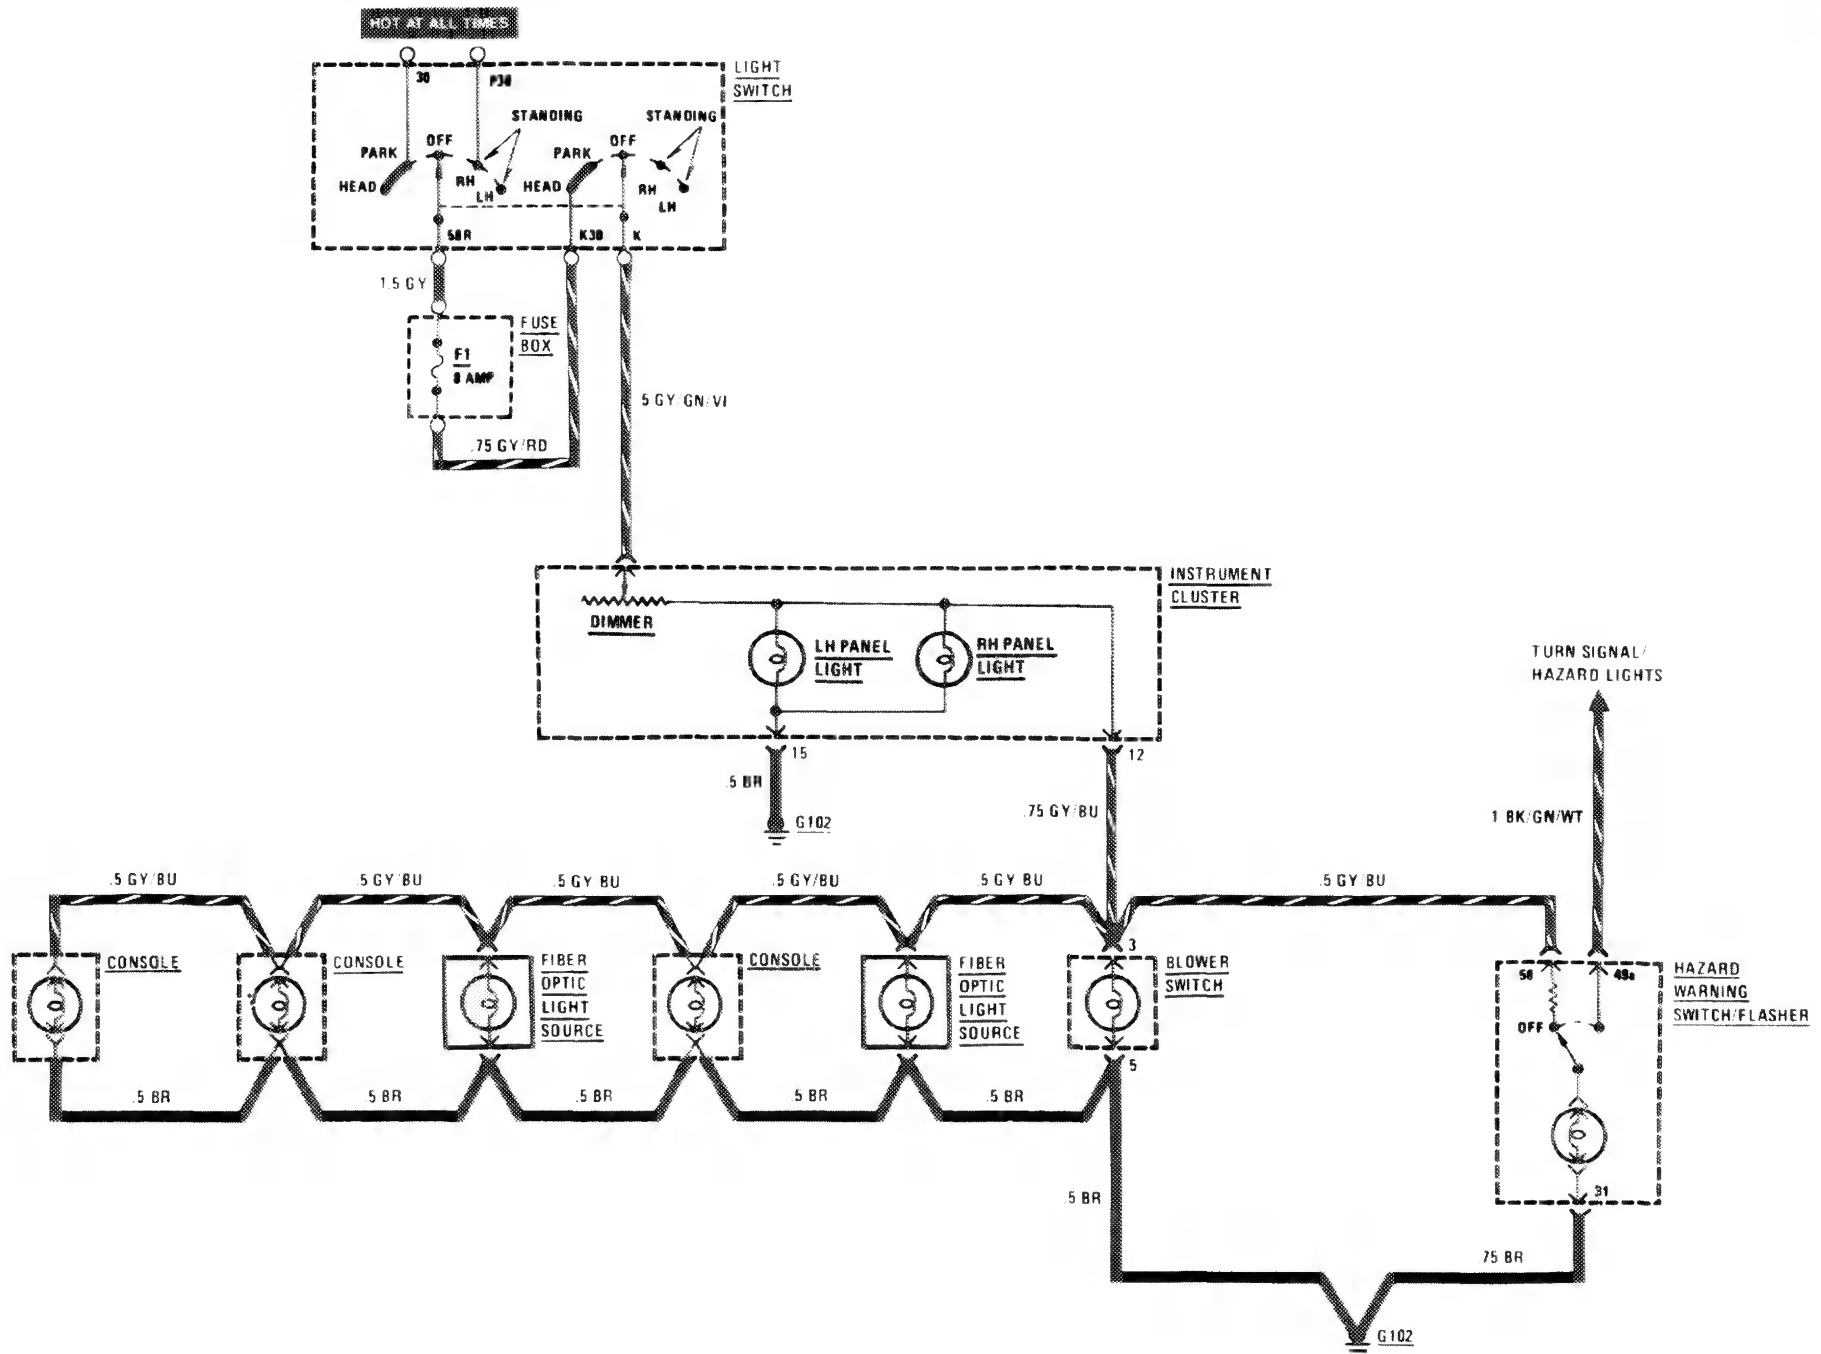 HOT AT ALL TIMES
30
P30
LIGHT
SWITCH
STANDING
STANDING
OFF
OFF
PARK
PARK
HEAD
RH
LH
HEAD
RH
LH
58R
K30
K
1.5 GY
FUSE
BOX
F1
8 AMP
.5 GY/GN/VI
.75 GY/RD
INSTRUMENT
CLUSTER
DIMMER
LH PANEL
LIGHT
RH PANEL
LIGHT
TURN SIGNAL/
HAZARD LIGHTS
15
12
.5 BR
.75 GY/BU
1 BK/GN/WT
G102
.5 GY/BU
.5 GY/BU
.5 GY/BU
.5 GY/BU
.5 GY/BU
.5 GY/BU
3
CONSOLE
CONSOLE
FIBER
OPTIC
LIGHT
SOURCE
CONSOLE
FIBER
OPTIC
LIGHT
SOURCE
BLOWER
SWITCH
58
49a
HAZARD
WARNING
SWITCH/FLASHER
OFF
5
.5 BR
.5 BR
.5 BR
.5 BR
.5 BR
.5 BR
31
.75 BR
G102